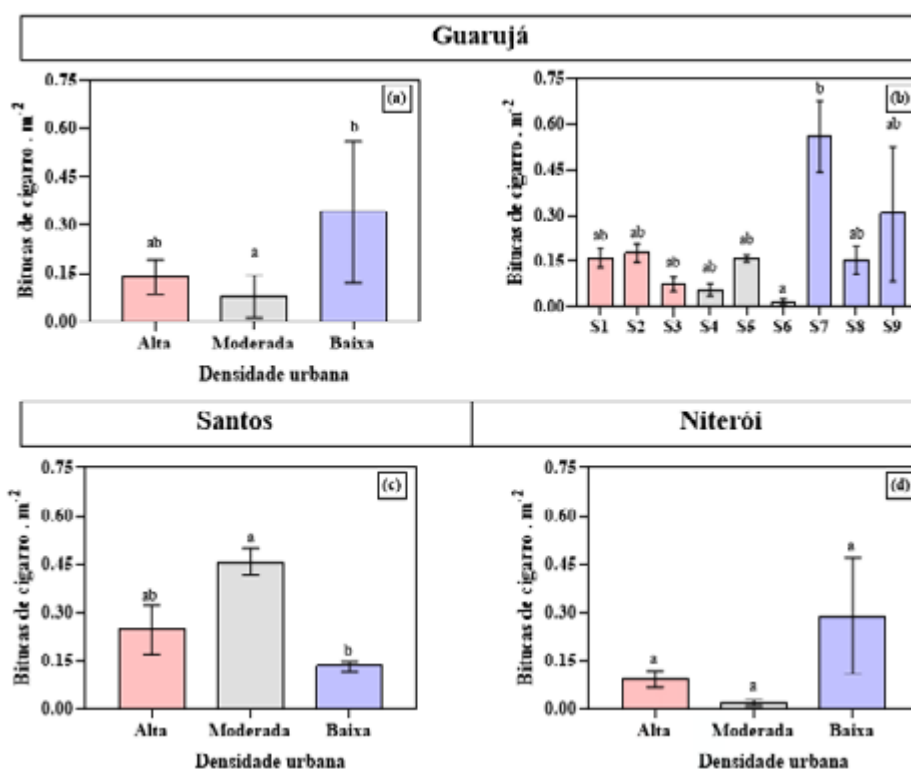 Guarujá
(a)
Bitucas de cigarro . m-2
0.75
0.60
0.45
0.30
0.15
0.00
ab
a
b
Alta Moderada Baixa
Densidade urbana
(b)
Bitucas de cigarro . m-2
0.75
0.60
0.45
0.30
0.15
0.00
ab ab ab ab ab a b ab ab
S1 S2 S3 S4 S5 S6 S7 S8 S9
Santos
Niterói
(c)
Bitucas de cigarro . m-2
0.75
0.60
0.45
0.30
0.15
0.00
ab
a
b
Alta Moderada Baixa
Densidade urbana
(d)
Bitucas de cigarro . m-2
0.75
0.60
0.45
0.30
0.15
0.00
a
a
a
Alta Moderada Baixa
Densidade urbana